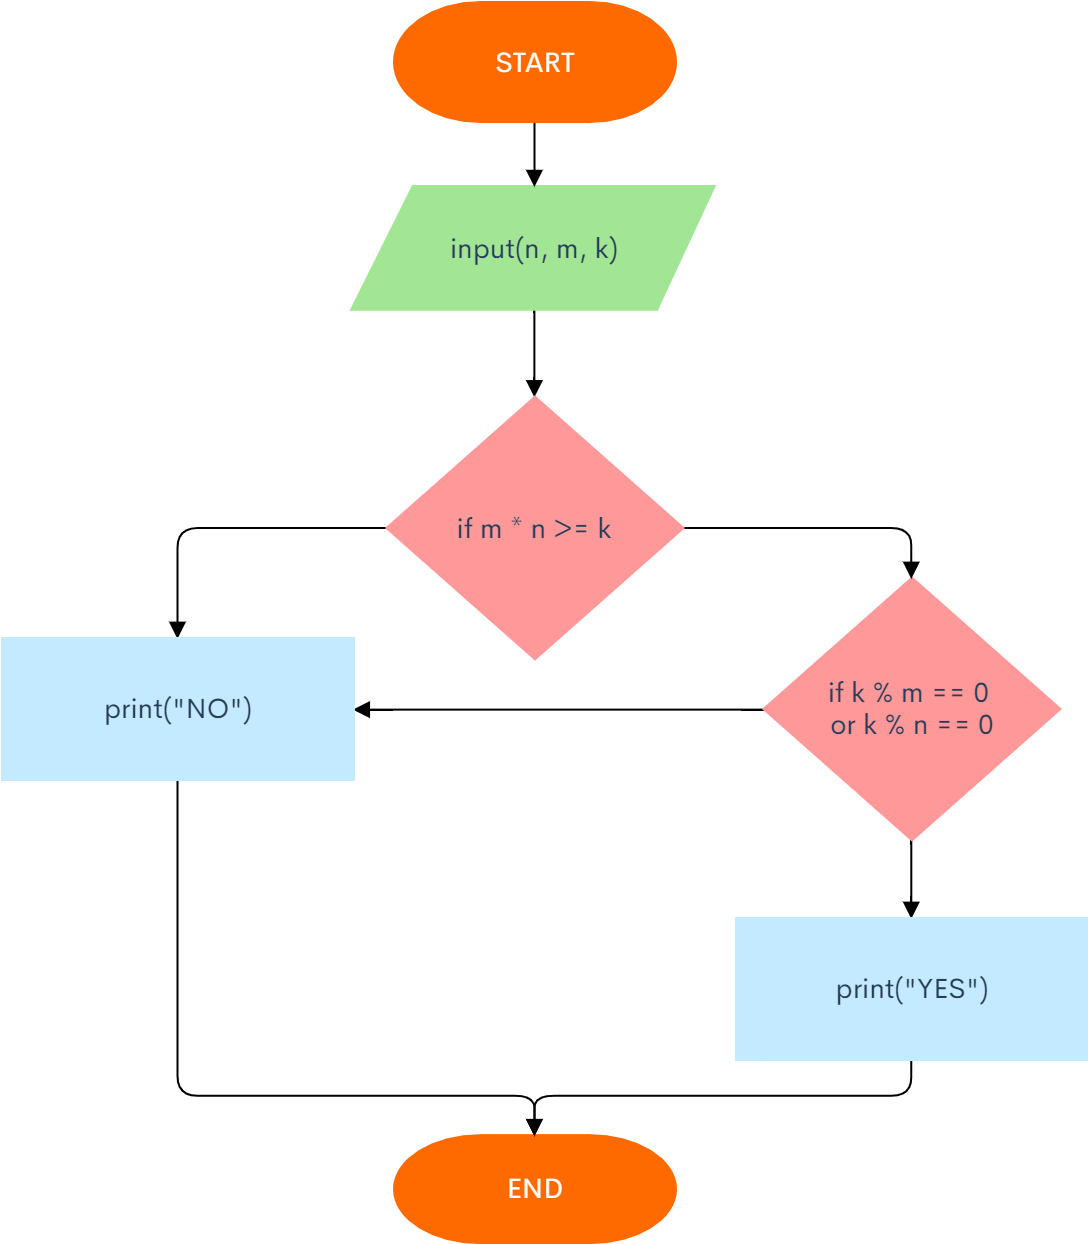 START
input(n, m, k)
if m * n >= k
if k % m == 0
or k % n == 0
print("NO")
print("YES")
END